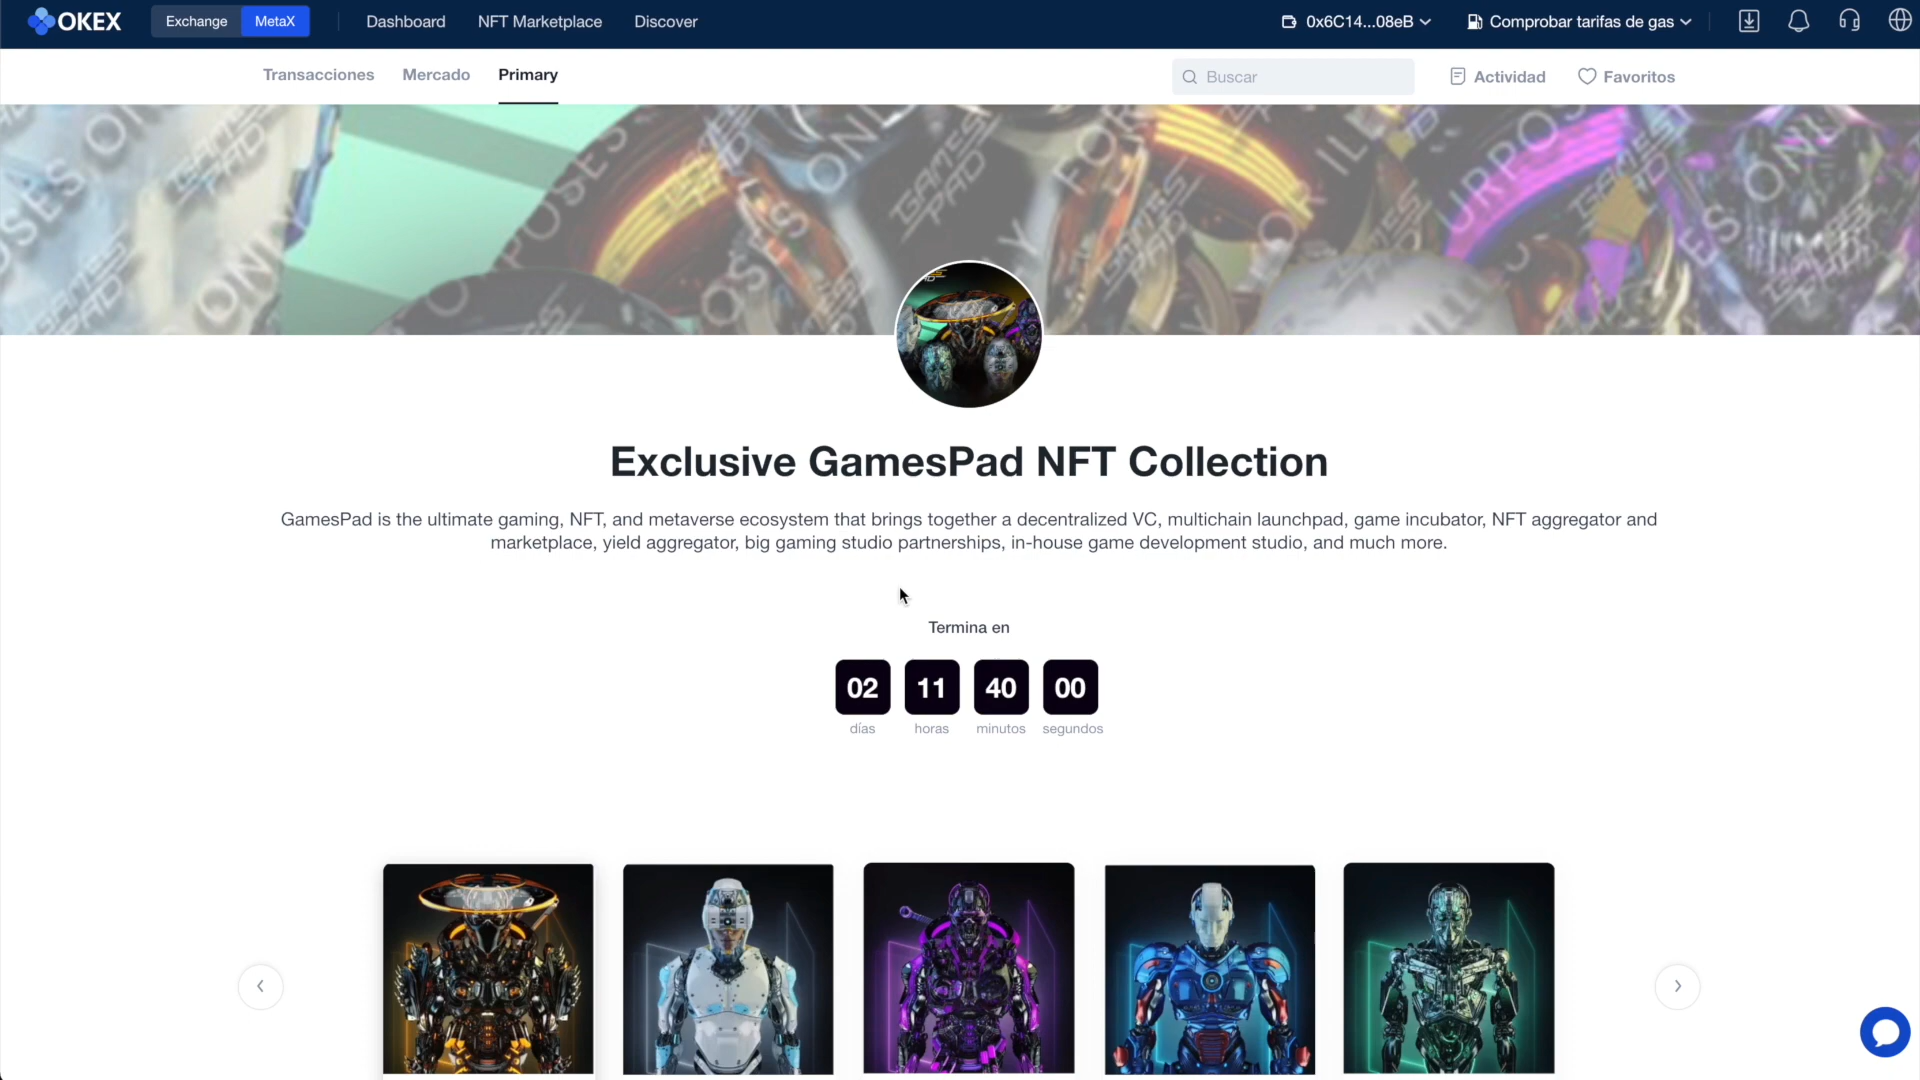 OKEX
Exchange
MetaX
Dashboard
NFT Marketplace
Discover
0x6C14...08eB
Comprobar tarifas de gas
Transacciones
Mercado
Primary
Buscar
Actividad
Favoritos
Exclusive GamesPad NFT Collection
GamesPad is the ultimate gaming, NFT, and metaverse ecosystem that brings together a decentralized VC, multichain launchpad, game incubator, NFT aggregator and
marketplace, yield aggregator, big gaming studio partnerships, in-house game development studio, and much more.
Termina en
02 11 40 00
días horas minutos segundos